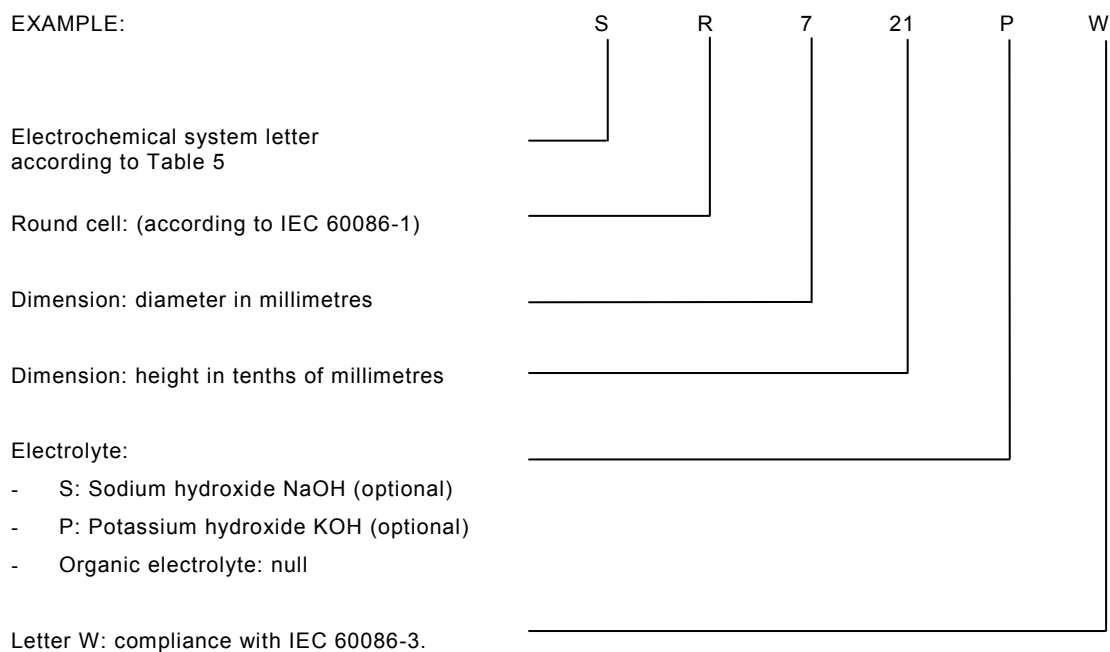 EXAMPLE: S R 7 21 P W
Electrochemical system letter
according to Table 5
Round cell: (according to IEC 60086-1)
Dimension: diameter in millimetres
Dimension: height in tenths of millimetres
Electrolyte:
- S: Sodium hydroxide NaOH (optional)
- P: Potassium hydroxide KOH (optional)
- Organic electrolyte: null
Letter W: compliance with IEC 60086-3.